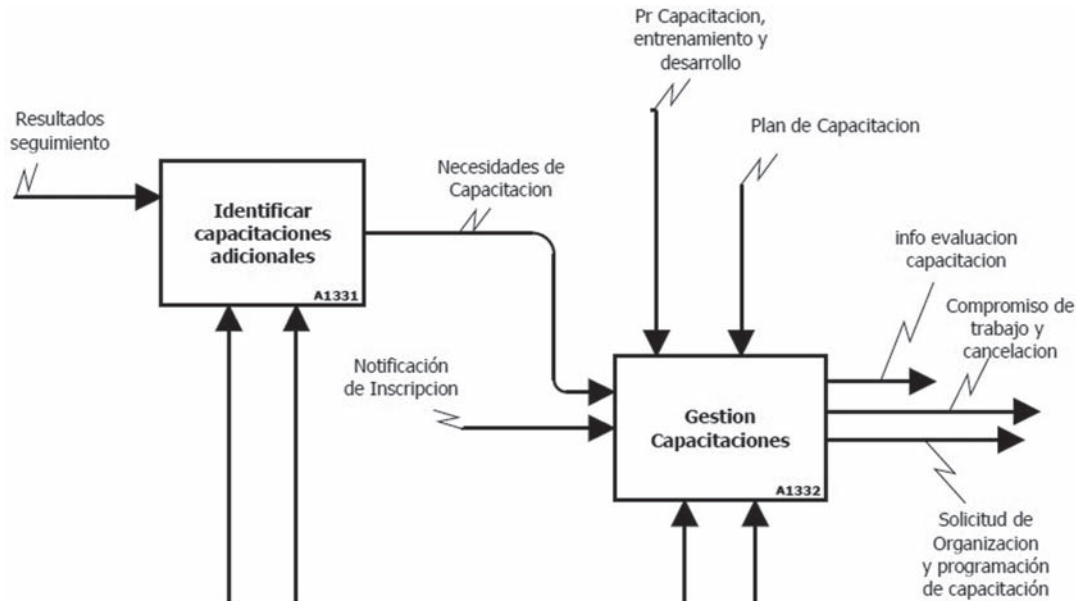 Pr Capacitacion,
entrenamiento y
desarrollo
Resultados
seguimiento
Plan de Capacitacion
Necesidades de
Capacitacion
Identificar
capacitaciones
adicionales
A1331
info evaluacion
capacitacion
Compromiso de
trabajo y
cancelacion
Notificación
de Inscripcion
Gestion
Capacitaciones
A1332
Solicitud de
Organizacion
y programación
de capacitación